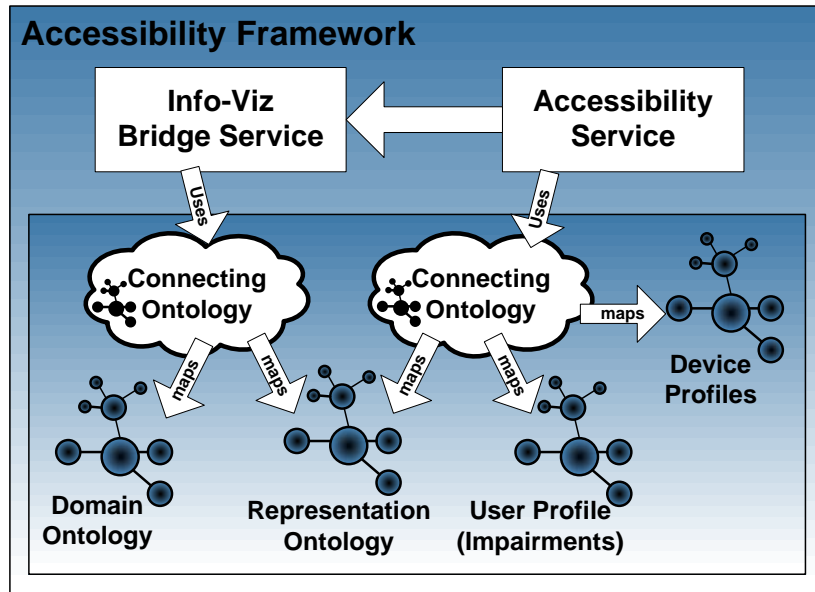 Accessibility Framework
Info-Viz
Bridge Service
Accessibility
Service
Uses
Uses
Connecting
Ontology
Connecting
Ontology
maps
maps
maps
maps
maps
Device
Profiles
Domain
Ontology
Representation
Ontology
User Profile
(Impairments)